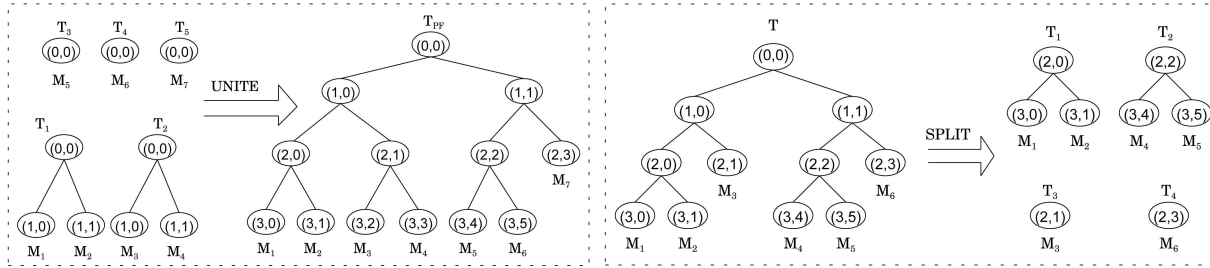 T₃ T₄ T₅
(0,0) (0,0) (0,0)
M₅ M₆ M₇
UNITE
T₁ T₂
(0,0) (0,0)
(1,0) (1,1) (1,0) (1,1)
M₁ M₂ M₃ M₄
T_PF
(0,0)
(1,0) (1,1)
(2,0) (2,1) (2,2) (2,3)
M₇
(3,0) (3,1) (3,2) (3,3) (3,4) (3,5)
M₁ M₂ M₃ M₄ M₅ M₆
T
(0,0)
(1,0) (1,1)
(2,0) (2,1) (2,2) (2,3)
M₃ M₆
(3,0) (3,1) (3,4) (3,5)
M₁ M₂ M₄ M₅
SPLIT
T₁ T₂
(2,0) (2,2)
(3,0) (3,1) (3,4) (3,5)
M₁ M₂ M₄ M₅
T₃ T₄
(2,1) (2,3)
M₃ M₆